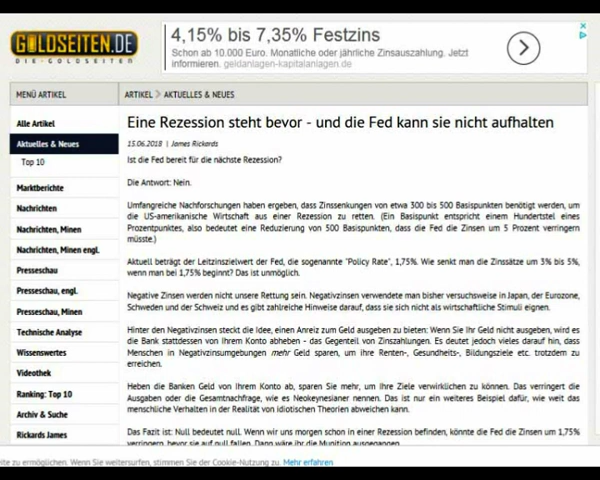 GOLDSEITEN.DE
DIE-GOLDSEITEN
4,15% bis 7,35% Festzins
Schon ab 10.000 Euro. Monatliche oder jährliche Zinsauszahlung. Jetzt
informieren. geldanlagen-kapitalanlagen.de
MENÜ ARTIKEL
ARTIKEL > AKTUELLES & NEUES
Alle Artikel
Aktuelles & Neues
Top 10
Marktberichte
Nachrichten
Nachrichten, Minen
Nachrichten, Minen engl.
Presseschau
Presseschau, engl.
Presseschau, Minen
Technische Analyse
Wissenswertes
Videothek
Ranking: Top 10
Archiv & Suche
Rickards James
Eine Rezession steht bevor - und die Fed kann sie nicht aufhalten
15.06.2018 | James Rickards
Ist die Fed bereit für die nächste Rezession?
Die Antwort: Nein.
Umfangreiche Nachforschungen haben ergeben, dass Zinssenkungen von etwa 300 bis 500 Basispunkten benötigt werden, um
die US-amerikanische Wirtschaft aus einer Rezession zu retten. (Ein Basispunkt entspricht einem Hundertstel eines
Prozentpunktes, also bedeutet eine Reduzierung von 500 Basispunkten, dass die Fed die Zinsen um 5 Prozent verringern
müsste.)
Aktuell beträgt der Leitzinszielwert der Fed, die sogenannte "Policy Rate", 1,75%. Wie senkt man die Zinssätze um 3% bis 5%,
wenn man bei 1,75% beginnt? Das ist unmöglich.
Negative Zinsen werden nicht unsere Rettung sein. Negativzinsen verwendete man bisher versuchsweise in Japan, der Eurozone,
Schweden und der Schweiz und es gibt zahlreiche Hinweise darauf, dass sie sich nicht als wirtschaftliche Stimuli eignen.
Hinter den Negativzinsen steckt die Idee, einen Anreiz zum Geld ausgeben zu bieten: Wenn Sie Ihr Geld nicht ausgeben, wird es
die Bank stattdessen von Ihrem Konto abheben - das Gegenteil von Zinszahlungen. Es deutet jedoch vieles darauf hin, dass
Menschen in Negativzinsumgebungen mehr Geld sparen, um ihre Renten-, Gesundheits-, Bildungsziele etc. trotzdem zu
erreichen.
Heben die Banken Geld von Ihrem Konto ab, sparen Sie mehr, um Ihre Ziele verwirklichen zu können. Das verringert die
Ausgaben oder die Gesamtnachfrage, wie es Neokeynesianer nennen. Das ist nur ein weiteres Beispiel dafür, wie weit das
menschliche Verhalten in der Realität von idiotischen Theorien abweichen kann.
Das Fazit ist: Null bedeutet null. Wenn wir uns morgen schon in einer Rezession befinden, könnte die Fed die Zinsen um 1,75%
verringern, bevor sie auf null fallen. Dann wäre ihr die Munition ausgegangen.
ite zu ermöglichen. Wenn Sie weitersurfen, stimmen Sie der Cookie-Nutzung zu. Mehr erfahren